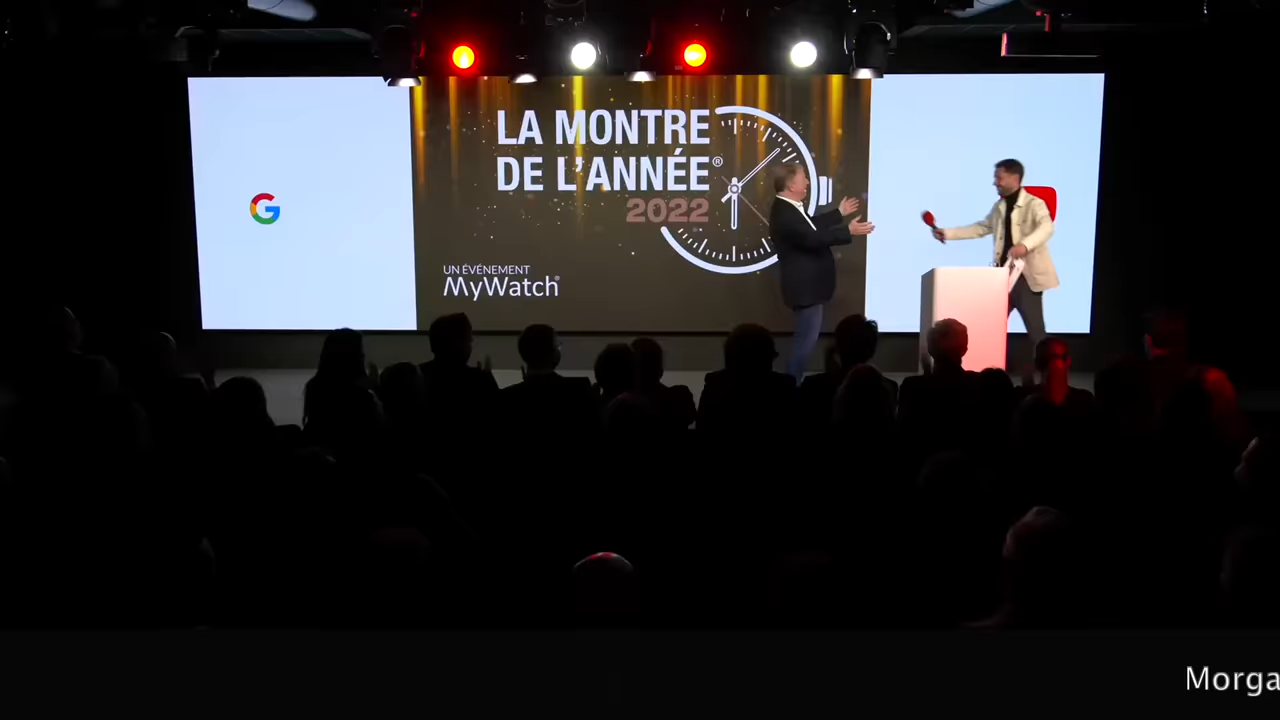 LA MONTRE
DE L'ANNÉE®
2022
UN ÉVÉNEMENT
MyWatch®
G
Morga